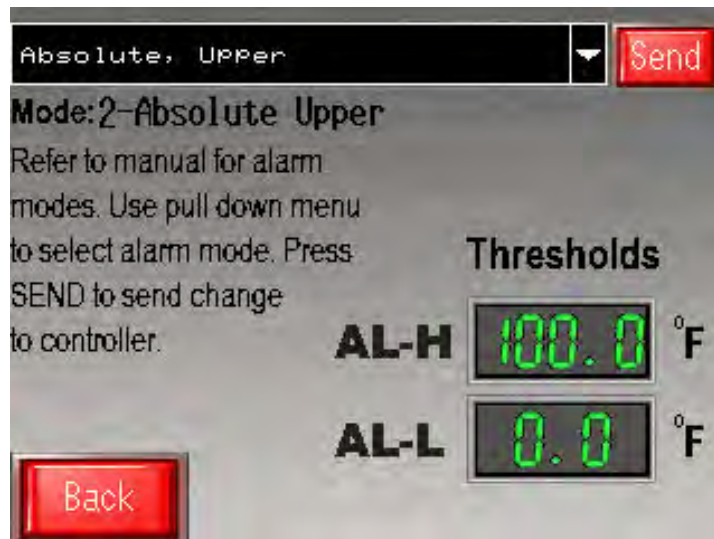 Absolute, Upper
Send
Mode:2-Absolute Upper
Refer to manual for alarm
modes. Use pull down menu
to select alarm mode. Press
SEND to send change
to controller.
Thresholds
AL-H 100.0 °F
AL-L 0.0 °F
Back